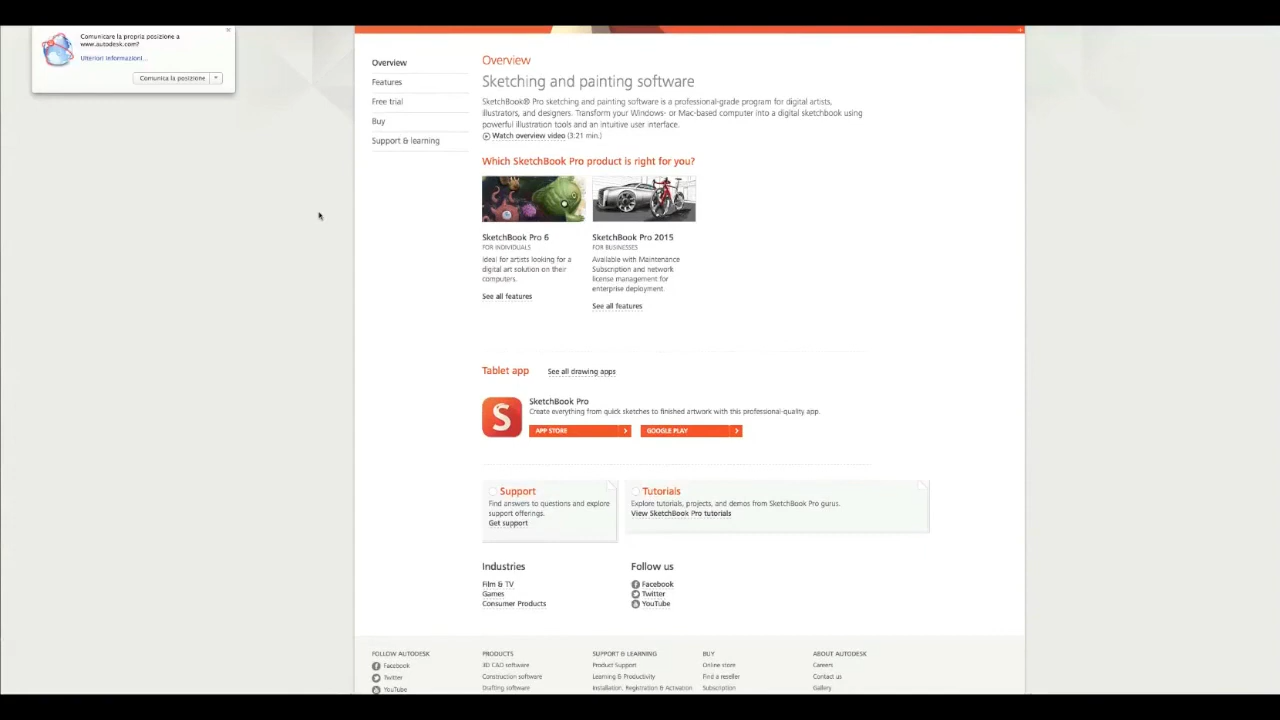 Comunicare la propria posizione a
www.autodesk.com?
Ulteriori informazioni...
Comunica la posizione
Overview
Features
Free trial
Buy
Support & learning
Overview
Sketching and painting software
SketchBook® Pro sketching and painting software is a professional-grade program for digital artists,
illustrators, and designers. Transform your Windows- or Mac-based computer into a digital sketchbook using
powerful illustration tools and an intuitive user interface.
Watch overview video (3:21 min.)
Which SketchBook Pro product is right for you?
SketchBook Pro 6
FOR INDIVIDUALS
Ideal for artists looking for a
digital art solution on their
computers.
See all features
SketchBook Pro 2015
FOR BUSINESSES
Available with Maintenance
Subscription and network
license management for
enterprise deployment.
See all features
Tablet app
See all drawing apps
S
SketchBook Pro
Create everything from quick sketches to finished artwork with this professional-quality app.
APP STORE
GOOGLE PLAY
Support
Find answers to questions and explore
support offerings.
Get support
Tutorials
Explore tutorials, projects, and demos from SketchBook Pro gurus.
View SketchBook Pro tutorials
Industries
Film & TV
Games
Consumer Products
Follow us
Facebook
Twitter
YouTube
FOLLOW AUTODESK
Facebook
Twitter
YouTube
PRODUCTS
3D CAD software
Construction software
Drafting software
SUPPORT & LEARNING
Product Support
Learning & Productivity
Installation, Registration & Activation
BUY
Online store
Find a reseller
Subscription
ABOUT AUTODESK
Careers
Contact us
Gallery